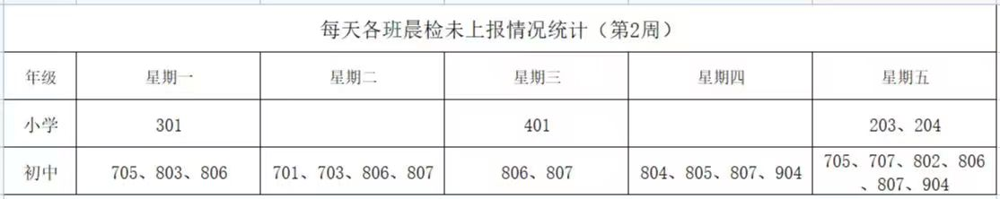 每天各班晨检未上报情况统计（第2周）
年级 星期一 星期二 星期三 星期四 星期五
小学 301 401 203、204
初中 705、803、806 701、703、806、807 806、807 804、805、807、904 705、707、802、806
、807、904